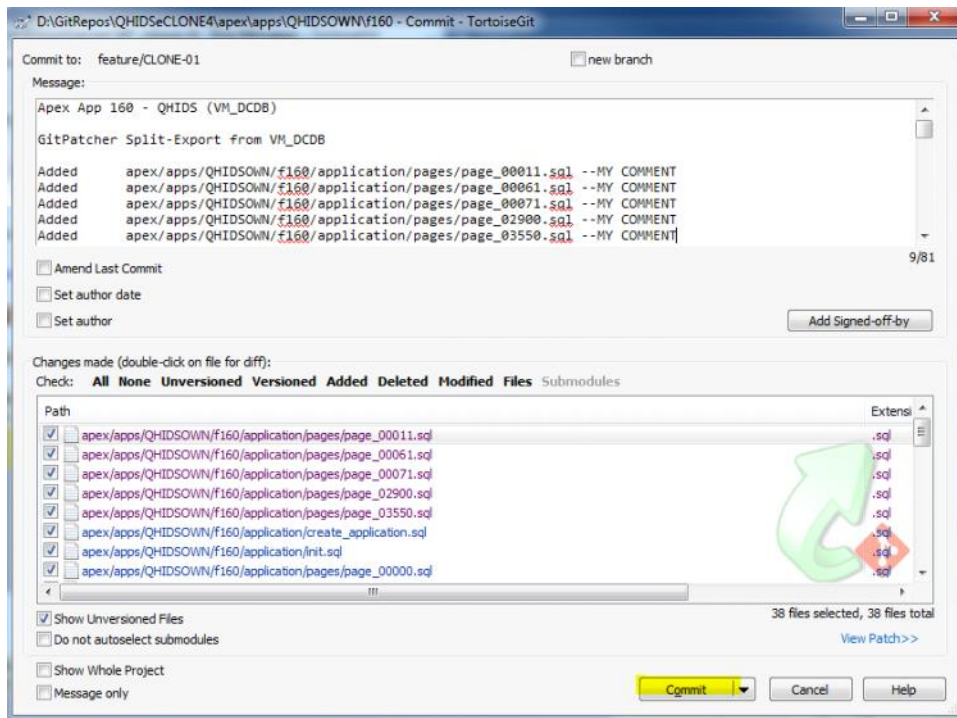 D:\GitRepos\QHIDSeCLONE4\apex\apps\QHIDSOWN\f160 - Commit - TortoiseGit
Commit to: feature/CLONE-01
new branch
Message:
Apex App 160 - QHIDS (VM_DCDB)
GitPatcher Split-Export from VM_DCDB
Added apex/apps/QHIDSOWN/f160/application/pages/page_00011.sql --MY COMMENT
Added apex/apps/QHIDSOWN/f160/application/pages/page_00061.sql --MY COMMENT
Added apex/apps/QHIDSOWN/f160/application/pages/page_00071.sql --MY COMMENT
Added apex/apps/QHIDSOWN/f160/application/pages/page_02900.sql --MY COMMENT
Added apex/apps/QHIDSOWN/f160/application/pages/page_03550.sql --MY COMMENT
9/81
Amend Last Commit
Set author date
Set author
Add Signed-off-by
Changes made (double-click on file for diff):
Check: All None Unversioned Versioned Added Deleted Modified Files Submodules
Path Extensi
apex/apps/QHIDSOWN/f160/application/pages/page_00011.sql .sql
apex/apps/QHIDSOWN/f160/application/pages/page_00061.sql .sql
apex/apps/QHIDSOWN/f160/application/pages/page_00071.sql .sql
apex/apps/QHIDSOWN/f160/application/pages/page_02900.sql .sql
apex/apps/QHIDSOWN/f160/application/pages/page_03550.sql .sql
apex/apps/QHIDSOWN/f160/application/create_application.sql .sql
apex/apps/QHIDSOWN/f160/application/init.sql .sql
apex/apps/QHIDSOWN/f160/application/pages/page_00000.sql .sql
Show Unversioned Files
38 files selected, 38 files total
Do not autoselect submodules
View Patch>>
Show Whole Project
Message only
Commit
Cancel
Help